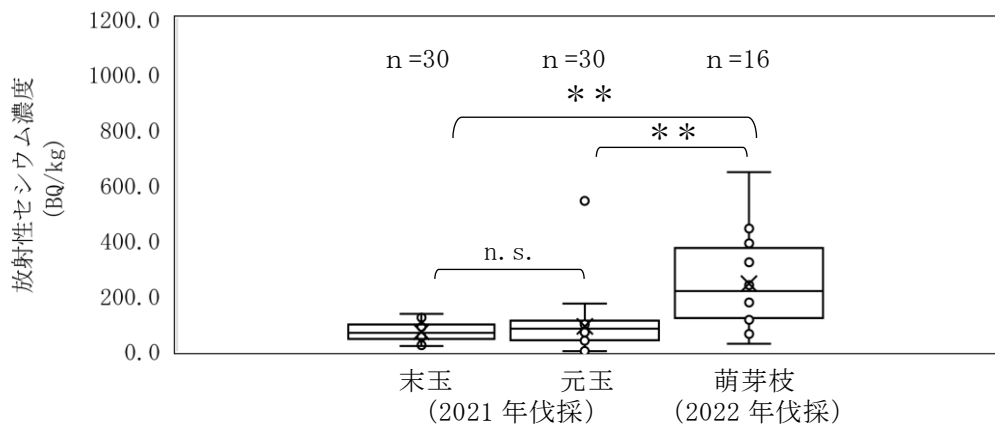 放射性セシウム濃度
(BQ/kg)
1200.0
1000.0
800.0
600.0
400.0
200.0
0.0
n=30
n=30
n=16
**
**
n.s.
末玉
元玉
萌芽枝
(2021 年伐採)
(2022 年伐採)